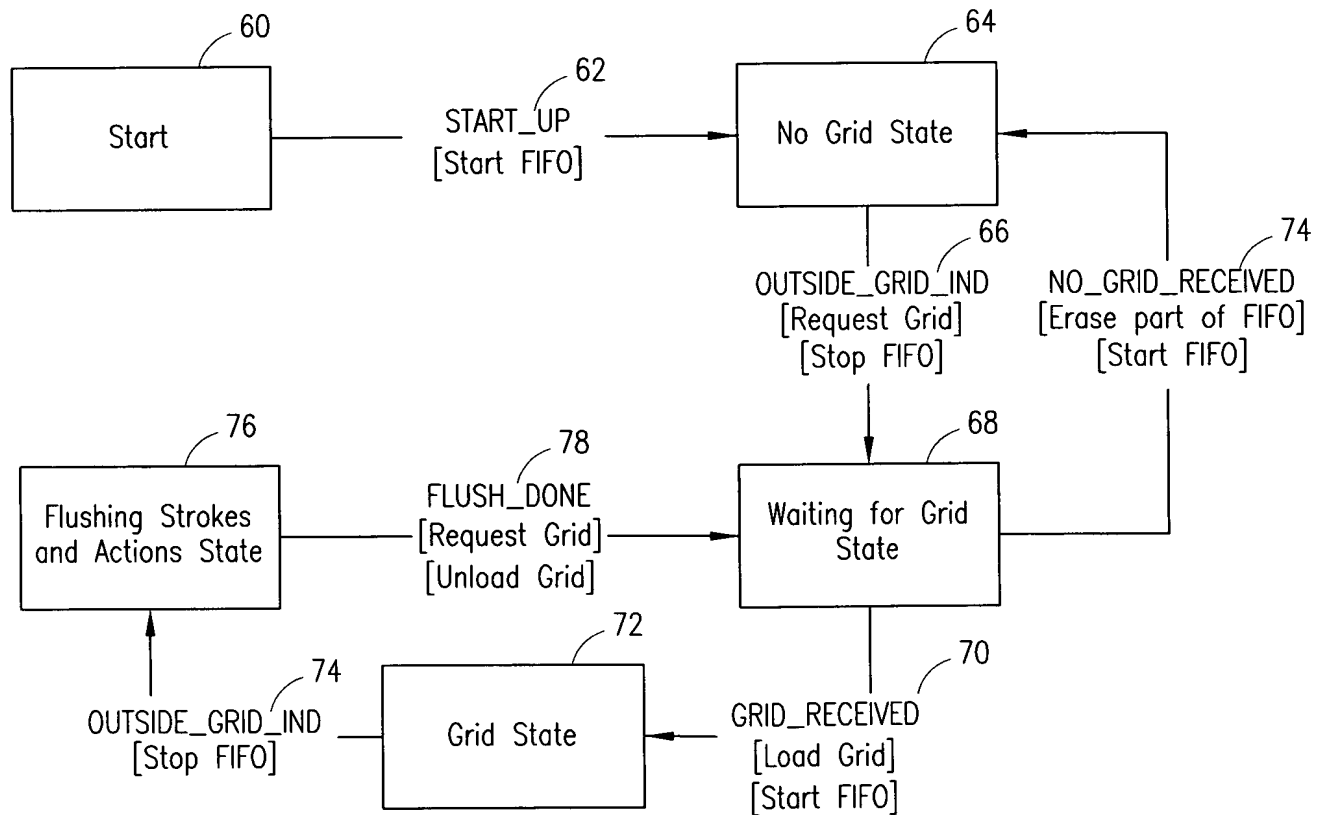 60
Start
62
START_UP
[Start FIFO]
64
No Grid State
66
OUTSIDE_GRID_IND
[Request Grid]
[Stop FIFO]
74
NO_GRID_RECEIVED
[Erase part of FIFO]
[Start FIFO]
76
Flushing Strokes
and Actions State
78
FLUSH_DONE
[Request Grid]
[Unload Grid]
68
Waiting for Grid
State
74
OUTSIDE_GRID_IND
[Stop FIFO]
72
Grid State
70
GRID_RECEIVED
[Load Grid]
[Start FIFO]